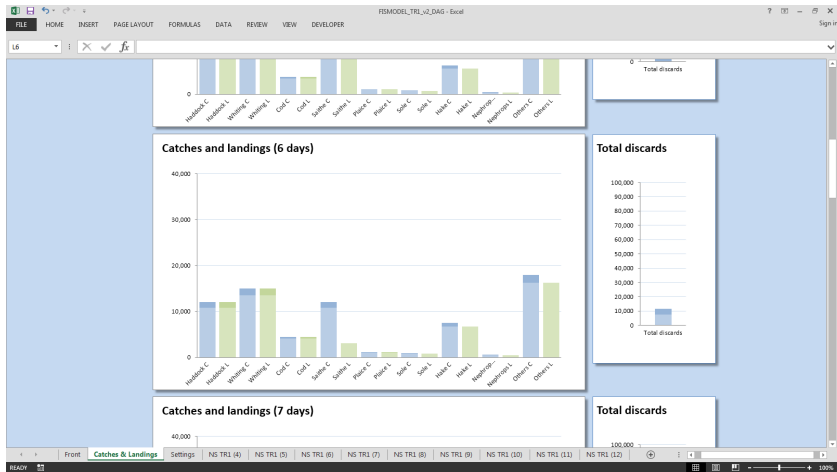 FISMODEL_TR1_v2_DAG - Excel
?
FILE HOME INSERT PAGE LAYOUT FORMULAS DATA REVIEW VIEW DEVELOPER
Sign in
L6
fx
0
Haddock C Haddock L Whiting C Whiting L Cod C Cod L Saithe C Saithe L Plaice C Plaice L Sole C Sole L Hake C Hake L Nephrop... Nephrops L Others C Others L
0
Total discards
Catches and landings (6 days)
40,000
30,000
20,000
10,000
0
Haddock C Haddock L Whiting C Whiting L Cod C Cod L Saithe C Saithe L Plaice C Plaice L Sole C Sole L Hake C Hake L Nephrop... Nephrops L Others C Others L
Total discards
100,000
90,000
80,000
70,000
60,000
50,000
40,000
30,000
20,000
10,000
0
Total discards
Catches and landings (7 days)
40,000
Total discards
100,000
Front Catches & Landings Settings NS TR1 (4) NS TR1 (5) NS TR1 (6) NS TR1 (7) NS TR1 (8) NS TR1 (9) NS TR1 (10) NS TR1 (11) NS TR1 (12)
READY
100%